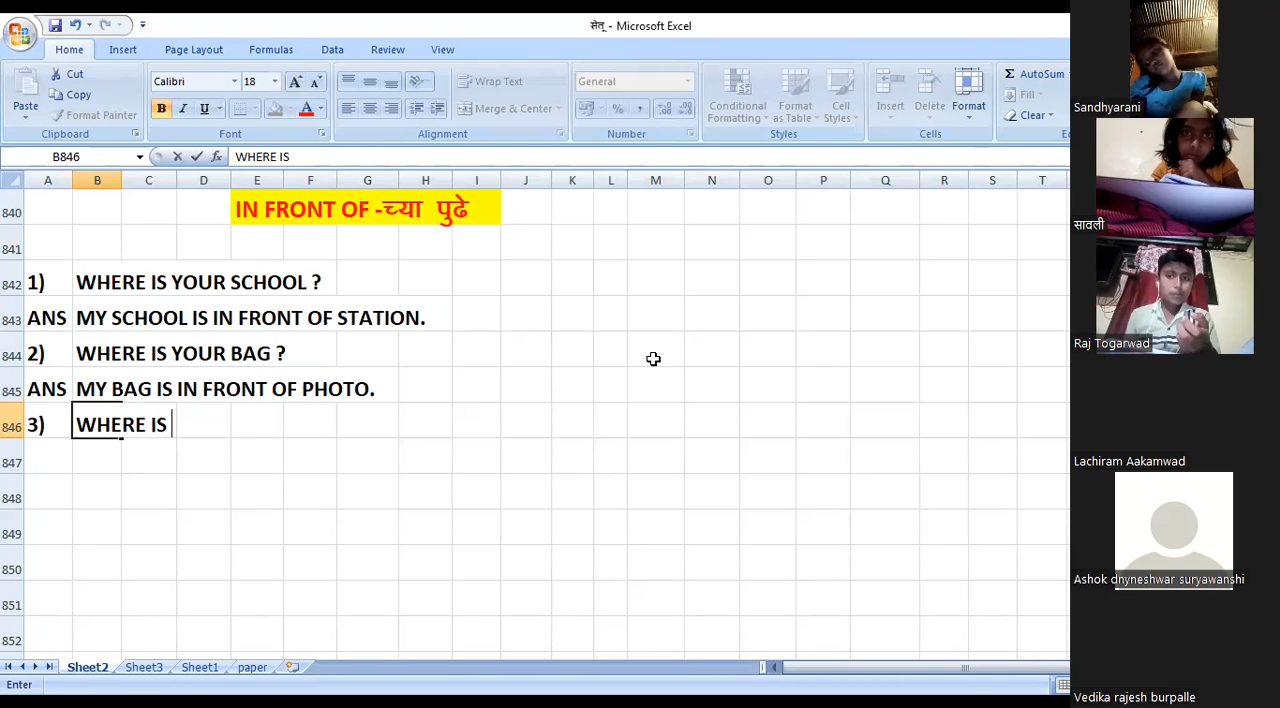 सेतू - Microsoft Excel
Home Insert Page Layout Formulas Data Review View
Paste
Cut
Copy
Format Painter
Clipboard
Calibri 18
B I U
Font
Wrap Text
Merge & Center
Alignment
General
Number
Conditional Formatting
Format as Table
Cell Styles
Styles
Insert Delete Format
Cells
Σ AutoSum
Fill
Clear
B846 fx WHERE IS
A B C D E F G H I J K L M N O P Q R S T
840 IN FRONT OF -च्या पुढे
841
842 1) WHERE IS YOUR SCHOOL ?
843 ANS MY SCHOOL IS IN FRONT OF STATION.
844 2) WHERE IS YOUR BAG ?
845 ANS MY BAG IS IN FRONT OF PHOTO.
846 3) WHERE IS
847
848
849
850
851
852
Sheet2 Sheet3 Sheet1 paper
Enter
Sandhyarani
सावली
Raj Togarwad
Lachiram Aakamwad
Ashok dnyneshwar suryawanshi
Vedika rajesh burpalle